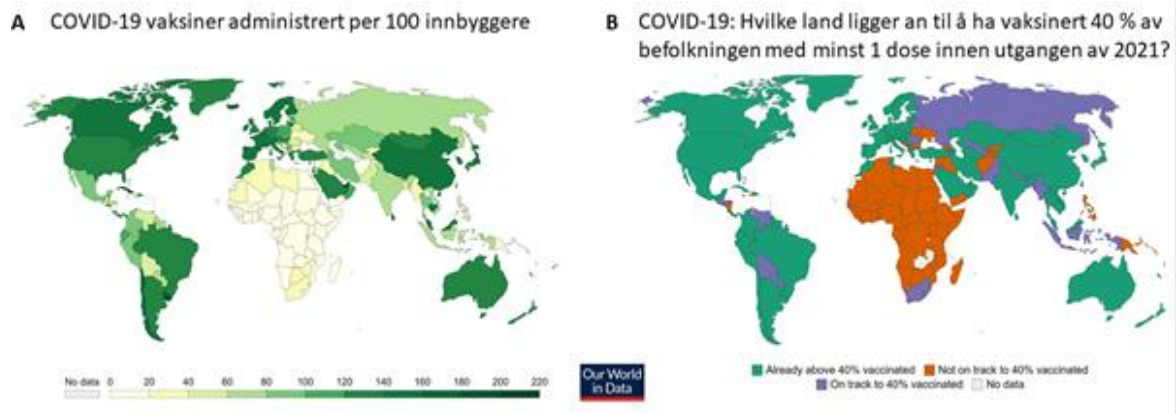 A COVID-19 vaksiner administrert per 100 innbyggere
B COVID-19: Hvilke land ligger an til å ha vaksinert 40 % av
befolkningen med minst 1 dose innen utgangen av 2021?
No data 0 20 40 60 80 100 120 140 160 180 200 220
Our World
in Data
Already above 40% vaccinated Not on track to 40% vaccinated
On track to 40% vaccinated No data